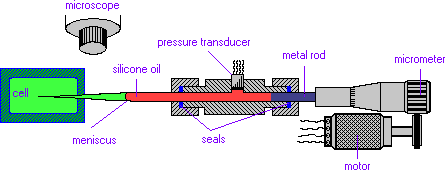 microscope
pressure transducer
metal rod
micrometer
silicone oil
cell
meniscus
seals
motor